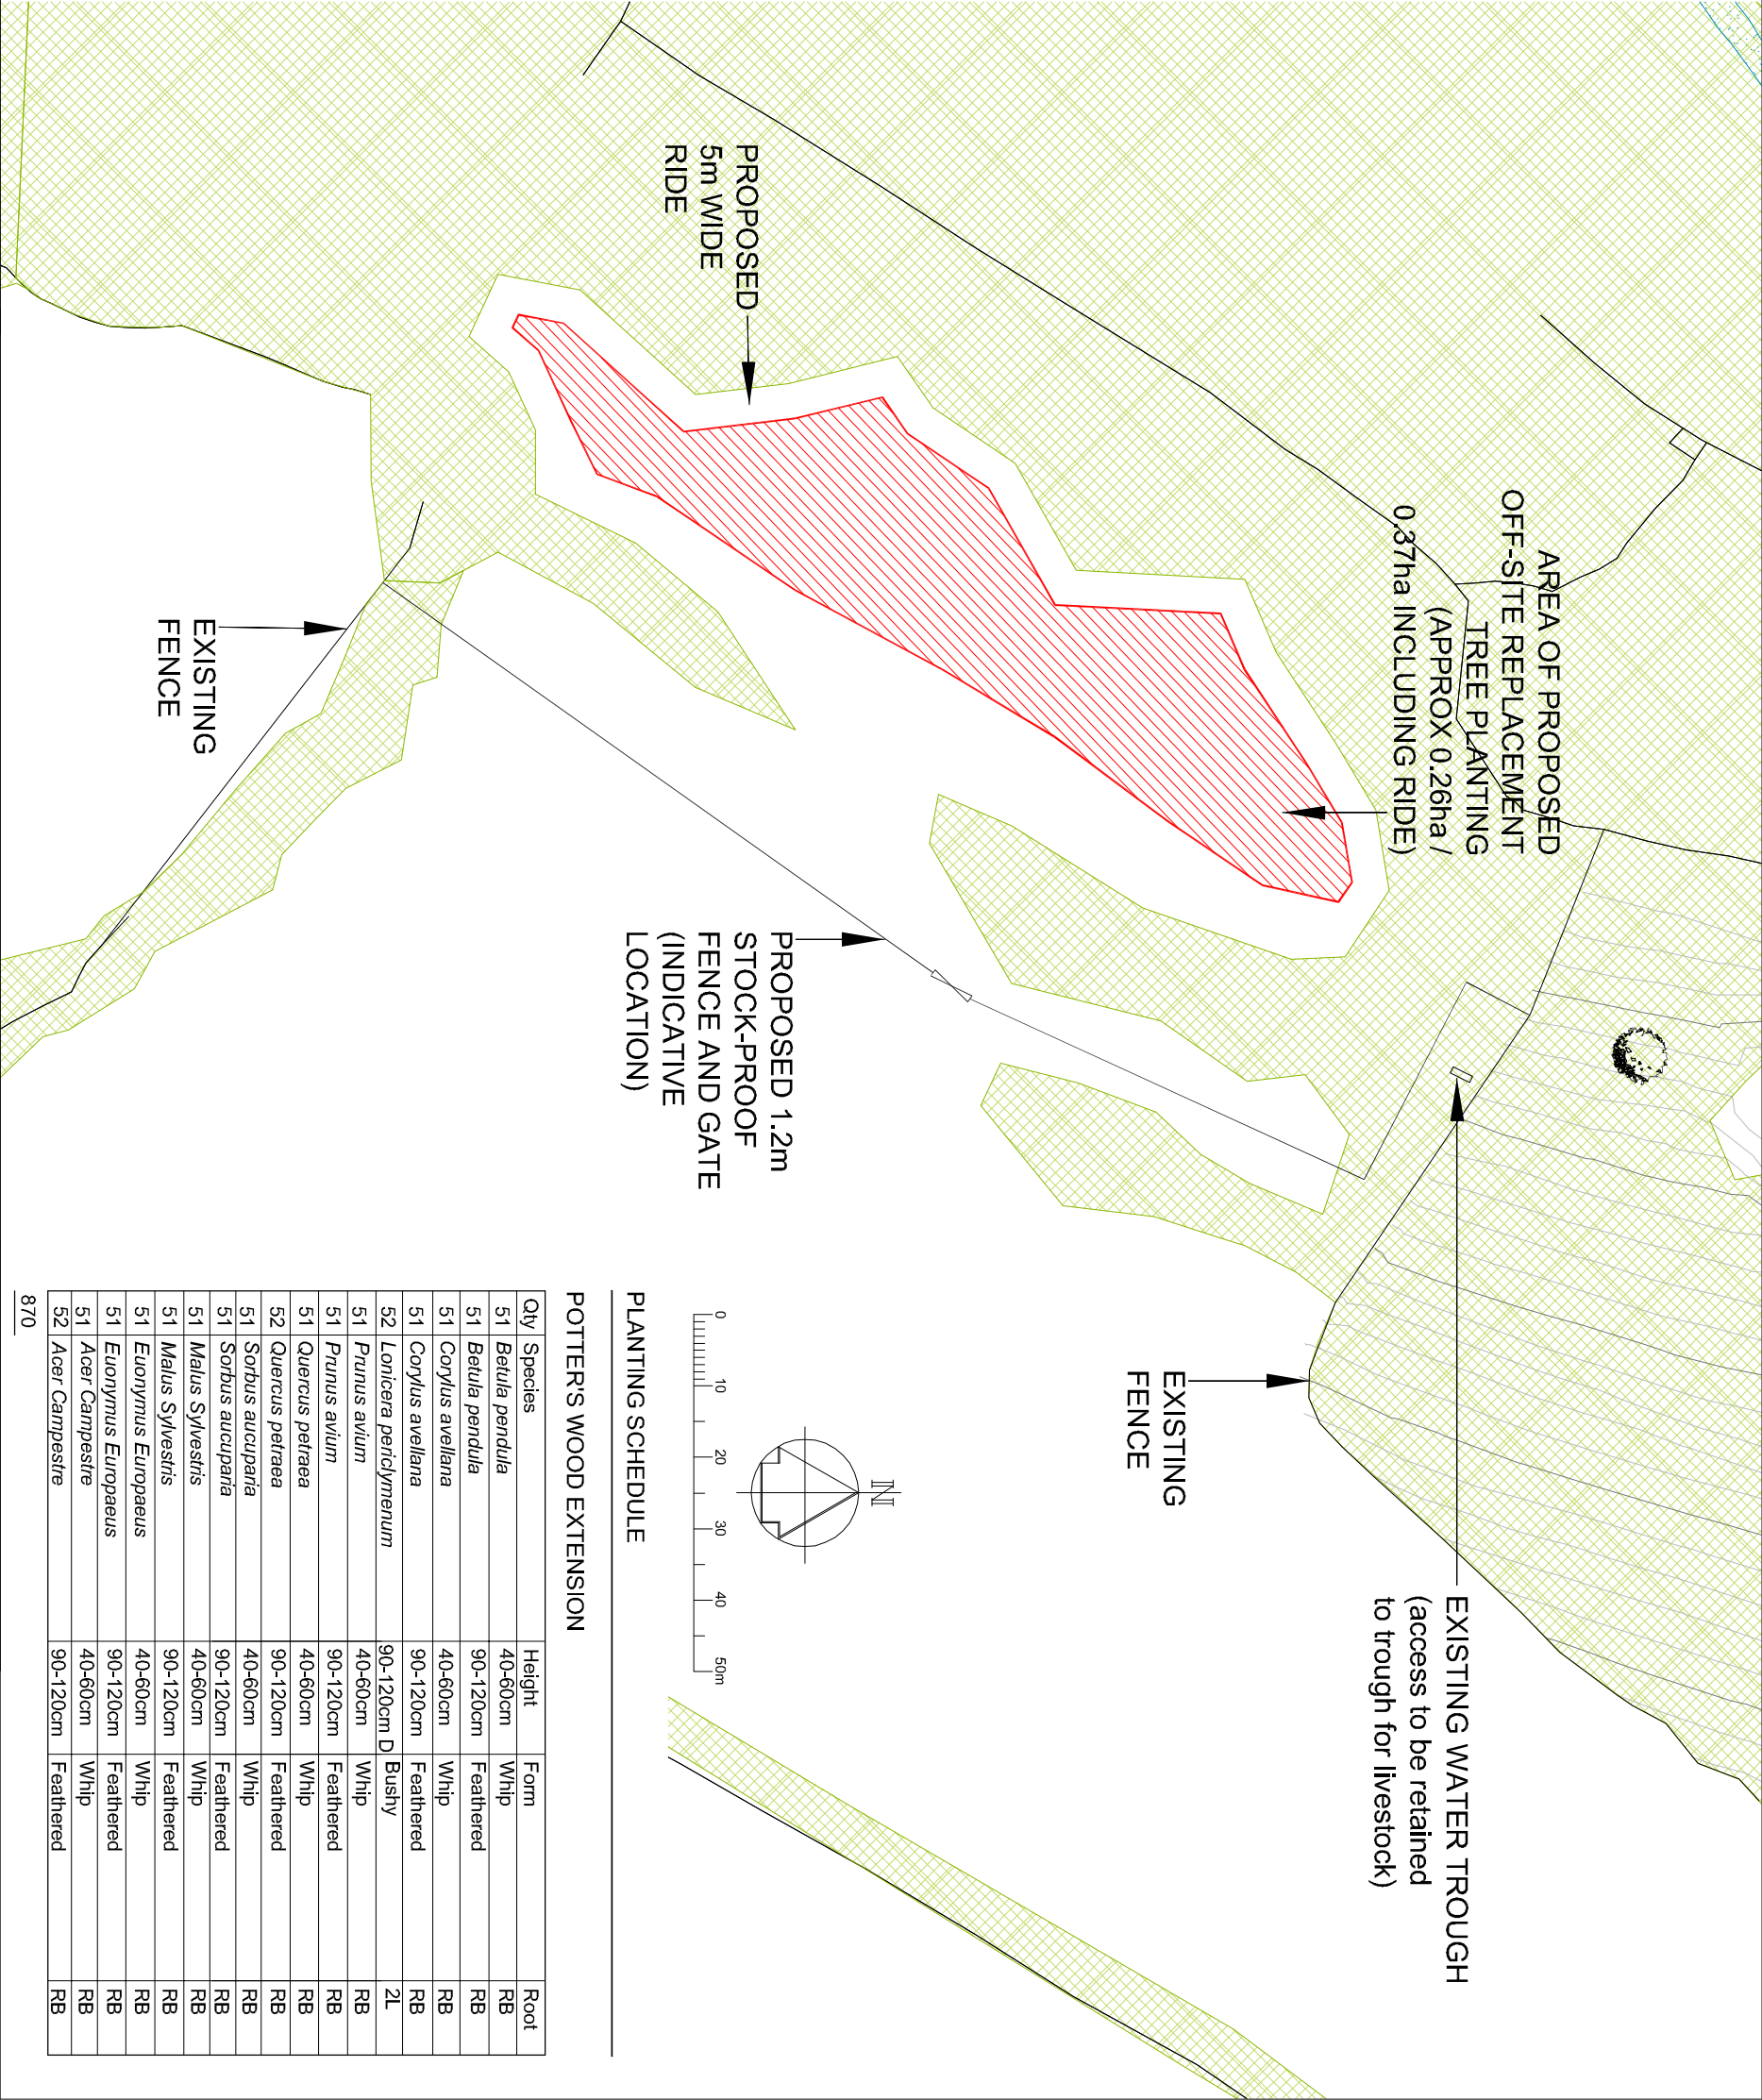 AREA OF PROPOSED
OFF-SITE REPLACEMENT
TREE PLANTING
(APPROX 0.26ha /
0.37ha INCLUDING RIDE)
EXISTING WATER TROUGH
(access to be retained
to trough for livestock)
EXISTING
FENCE
PROPOSED
5m WIDE
RIDE
PROPOSED 1.2m
STOCK-PROOF
FENCE AND GATE
(INDICATIVE
LOCATION)
EXISTING
FENCE
N
0 10 20 30 40 50m
PLANTING SCHEDULE
POTTER'S WOOD EXTENSION
Qty Species Height Form Root
51 Betula pendula 40-60cm Whip RB
51 Betula pendula 90-120cm Feathered RB
51 Corylus avellana 40-60cm Whip RB
51 Corylus avellana 90-120cm Feathered RB
52 Lonicera periclymenum 90-120cm D Bushy 2L
51 Prunus avium 40-60cm Whip RB
51 Prunus avium 90-120cm Feathered RB
51 Quercus petraea 40-60cm Whip RB
52 Quercus petraea 90-120cm Feathered RB
51 Sorbus aucuparia 40-60cm Whip RB
51 Sorbus aucuparia 90-120cm Feathered RB
51 Malus Sylvestris 40-60cm Whip RB
51 Malus Sylvestris 90-120cm Feathered RB
51 Euonymus Europaeus 40-60cm Whip RB
51 Euonymus Europaeus 90-120cm Feathered RB
51 Acer Campestre 40-60cm Whip RB
52 Acer Campestre 90-120cm Feathered RB
870